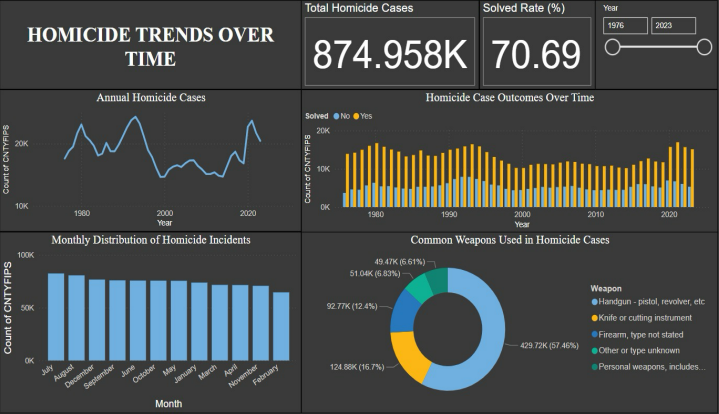 HOMICIDE TRENDS OVER
TIME
Total Homicide Cases
874.958K
Solved Rate (%)
70.69
Year
1976
2023
Annual Homicide Cases
Count of CNTYFIPS
20K
10K
1980
2000
2020
Year
Homicide Case Outcomes Over Time
Solved No Yes
Count of CNTYFIPS
20K
10K
0K
1980
1990
2000
2010
2020
Year
Monthly Distribution of Homicide Incidents
Count of CNTYFIPS
100K
50K
0K
July
August
December
September
June
October
May
January
March
April
November
February
Month
Common Weapons Used in Homicide Cases
49.47K (6.61%)
51.04K (6.83%)
92.77K (12.4%)
124.88K (16.7%)
429.72K (57.46%)
Weapon
Handgun - pistol, revolver, etc
Knife or cutting instrument
Firearm, type not stated
Other or type unknown
Personal weapons, includes...